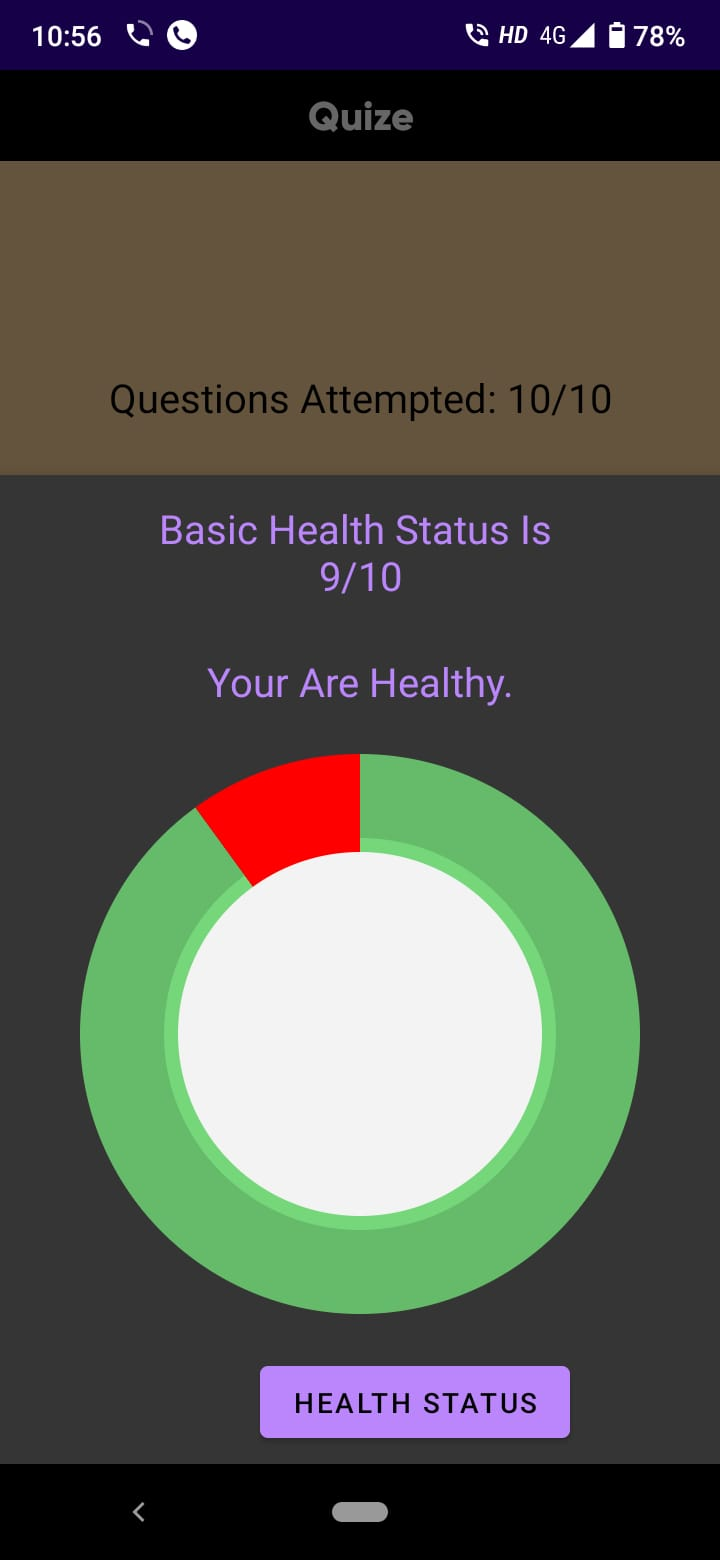 10:56 HD 4G 78%
Quize
Questions Attempted: 10/10
Basic Health Status Is
9/10
Your Are Healthy.
HEALTH STATUS